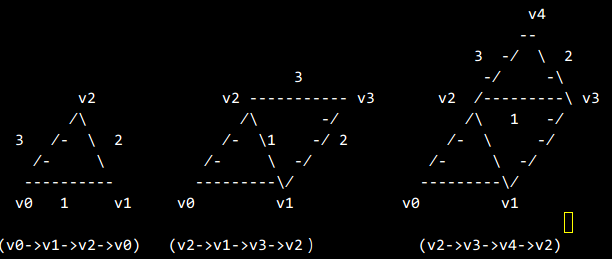 v4
3 2
3
v2 v2 v3 v2 v3
1
3 2 1 2
v0 1 v1 v0 v1 v0 v1
(v0->v1->v2->v0) (v2->v1->v3->v2) (v2->v3->v4->v2)